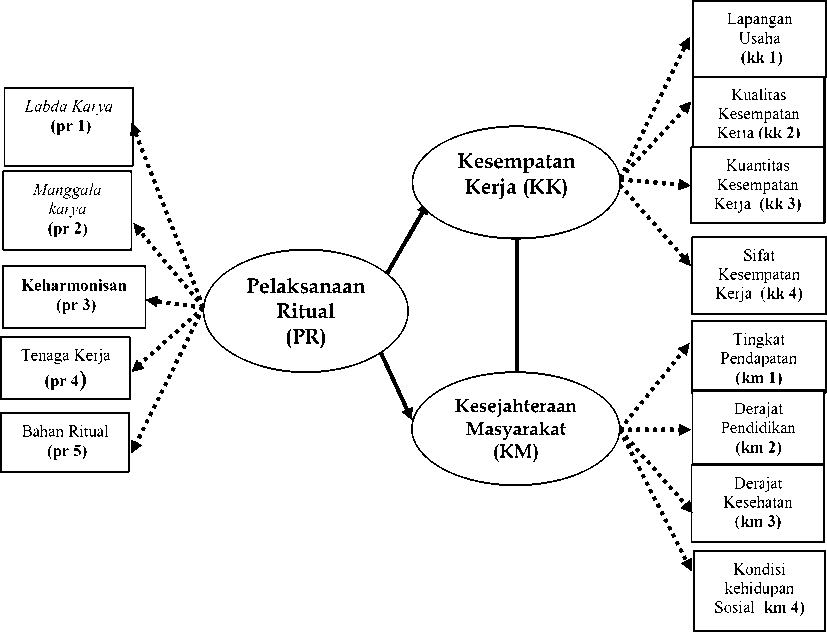 Labda Karya
(pr 1)
Manggala
karya
(pr 2)
Keharmonisan
(pr 3)
Tenaga Kerja
(pr 4)
Bahan Ritual
(pr 5)
Pelaksanaan
Ritual
(PR)
Kesempatan
Kerja (KK)
Kesejahteraan
Masyarakat
(KM)
Lapangan
Usaha
(kk 1)
Kualitas
Kesempatan
Kerja (kk 2)
Kuantitas
Kesempatan
Kerja (kk 3)
Sifat
Kesempatan
Kerja (kk 4)
Tingkat
Pendapatan
(km 1)
Derajat
Pendidikan
(km 2)
Derajat
Kesehatan
(km 3)
Kondisi
kehidupan
Sosial km 4)